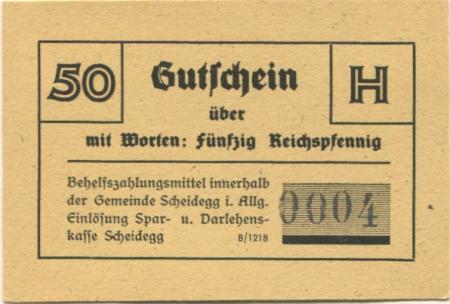 50 Gutschein H
über
mit Worten: Fünfzig Reichspfennig
Behelfszahlungsmittel innerhalb
der Gemeinde Scheidegg i. Allg.
Einlösung Spar- u. Darlehens-
kasse Scheidegg B/1218
0004